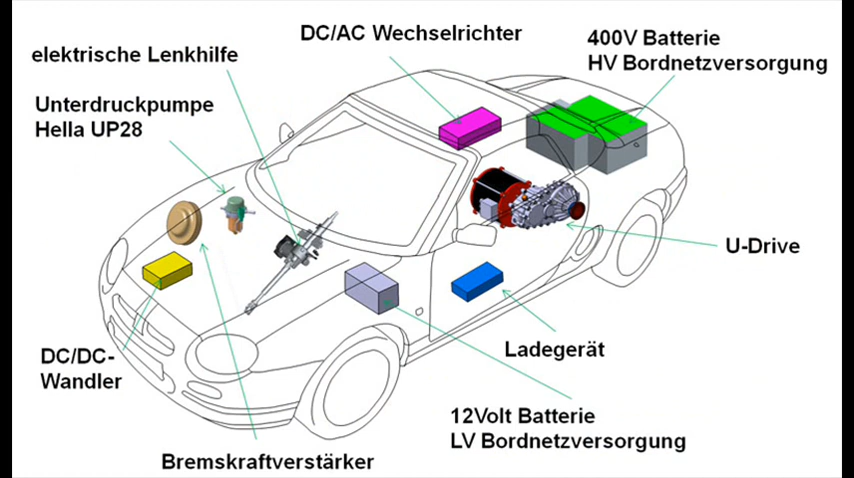 DC/AC Wechselrichter
400V Batterie
HV Bordnetzversorgung
elektrische Lenkhilfe
Unterdruckpumpe
Hella UP28
U-Drive
Ladegerät
DC/DC-
Wandler
12Volt Batterie
LV Bordnetzversorgung
Bremskraftverstärker